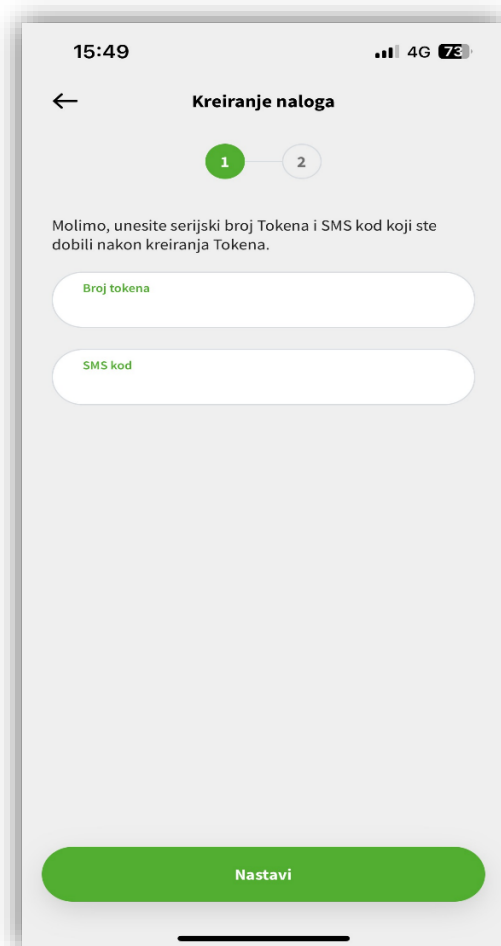 15:49
4G 73
Kreiranje naloga
1 2
Molimo, unesite serijski broj Tokena i SMS kod koji ste
dobili nakon kreiranja Tokena.
Broj tokena
SMS kod
Nastavi